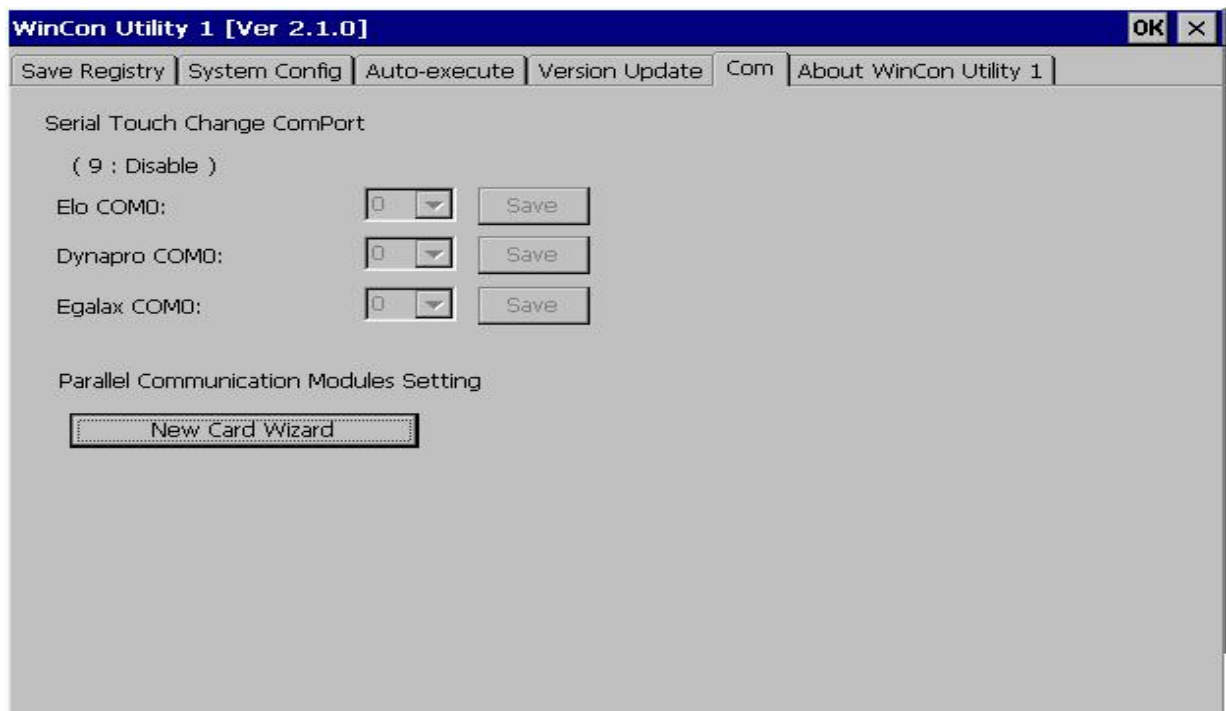 WinCon Utility 1 [Ver 2.1.0] OK ×
Save Registry System Config Auto-execute Version Update Com About WinCon Utility 1
Serial Touch Change ComPort
( 9 : Disable )
Elo COM0: 0 Save
Dynapro COM0: 0 Save
Egalax COM0: 0 Save
Parallel Communication Modules Setting
New Card Wizard